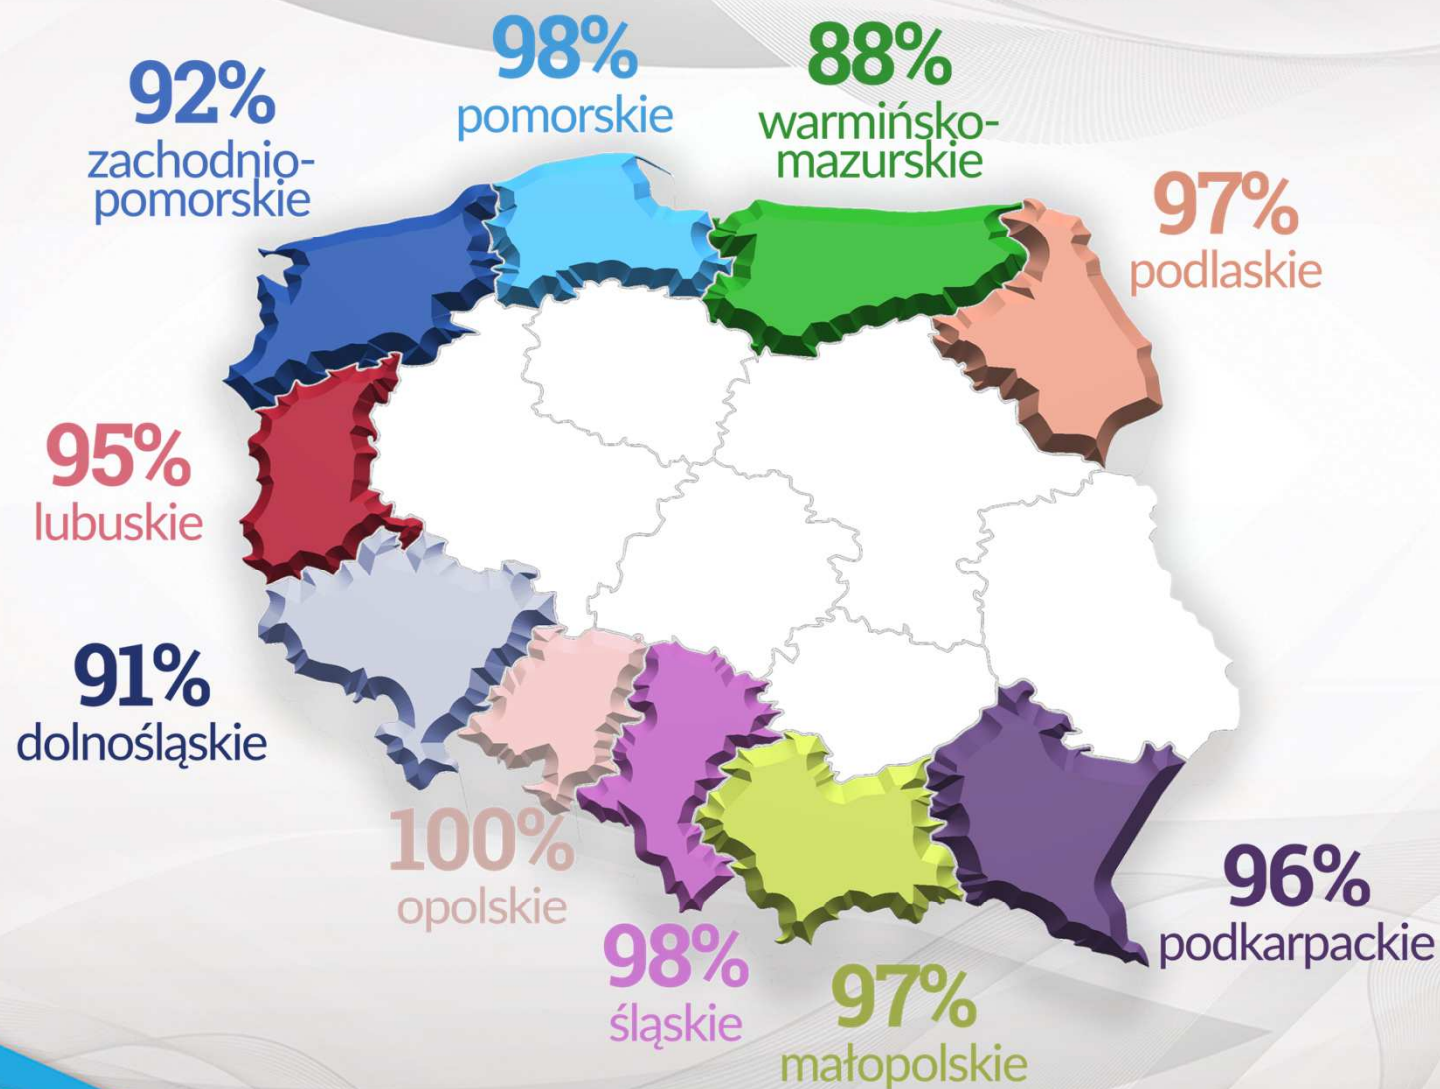 98%
pomorskie
88%
warmińsko-
mazurskie
92%
zachodnio-
pomorskie
97%
podlaskie
95%
lubuskie
91%
dolnośląskie
100%
opolskie
96%
podkarpackie
98%
śląskie
97%
małopolskie